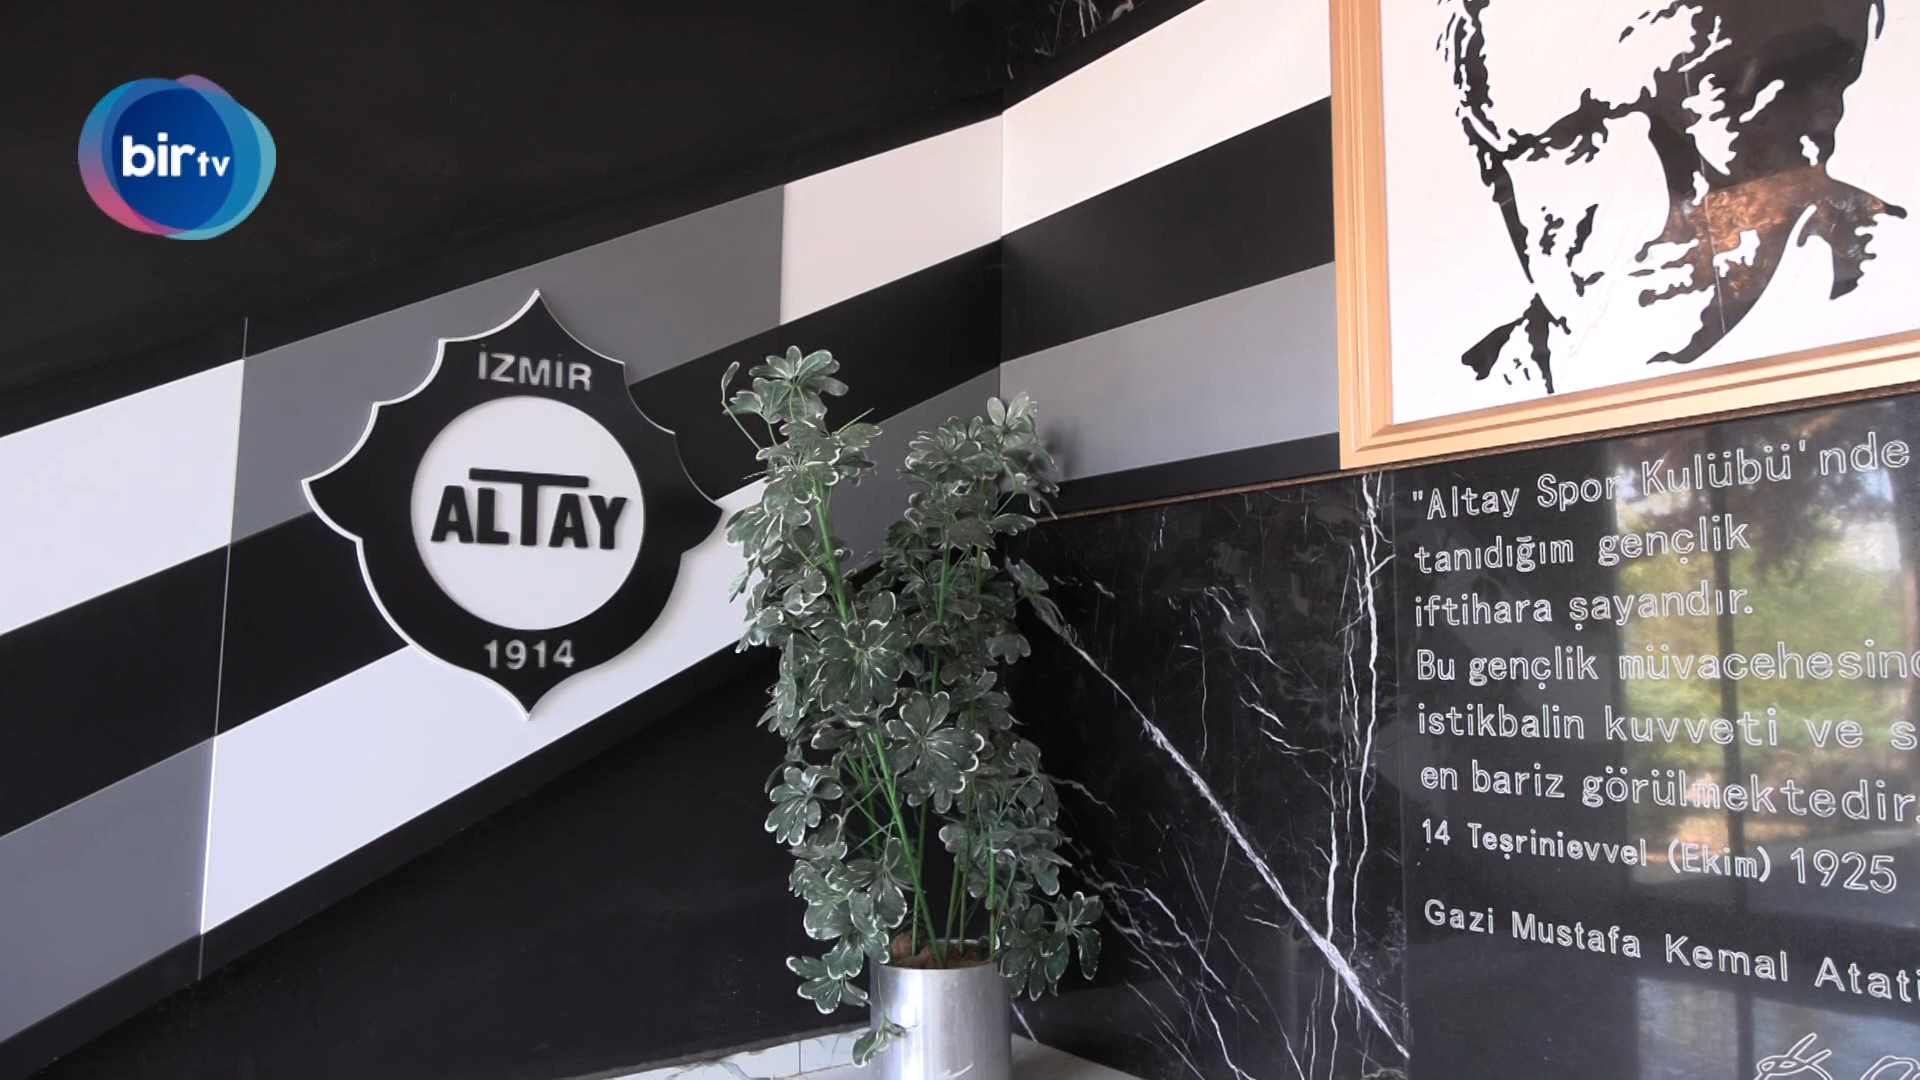 bir tv
İZMİR
ALTAY
1914
"Altay Spor Kulübü'nde
tanıdığım gençlik
iftihara şayandır.
Bu gençlik
istikbalin kuvveti ve
en bariz görülmektedir.
14 Teşrinievvel (Ekim) 1925
Gazi Mustafa Kemal